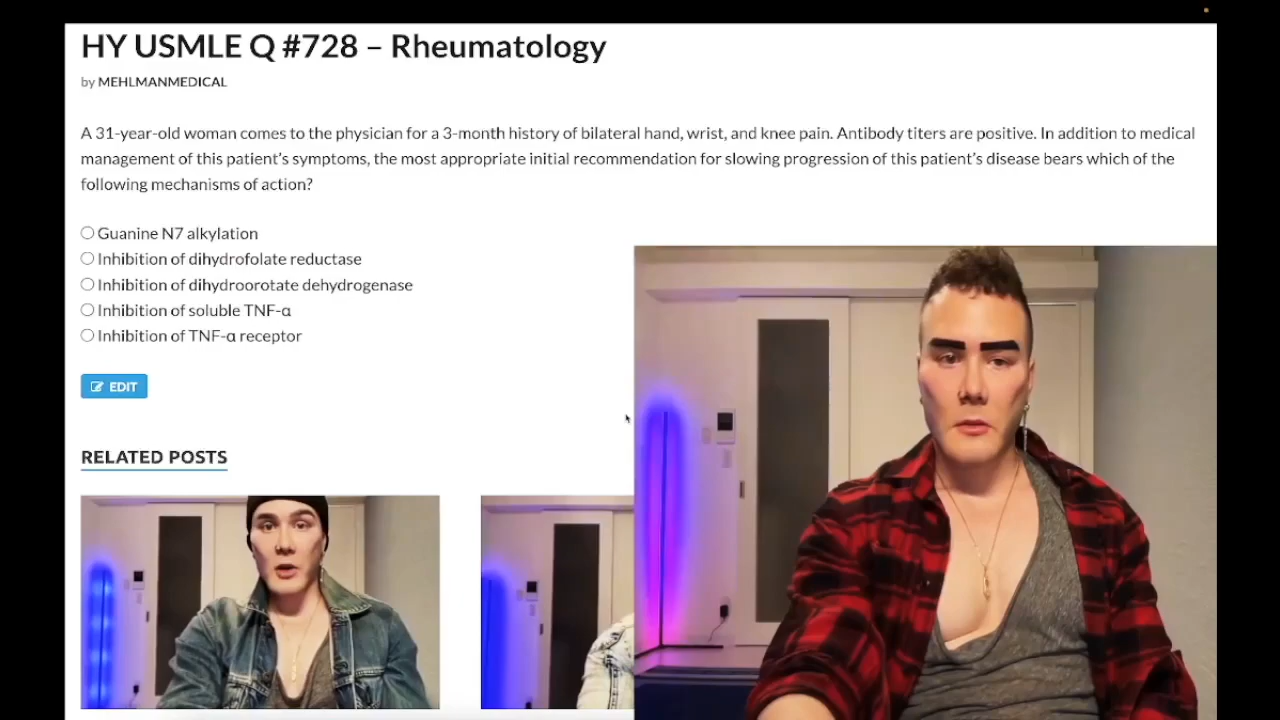 HY USMLE Q #728 – Rheumatology
by MEHLMANMEDICAL
A 31-year-old woman comes to the physician for a 3-month history of bilateral hand, wrist, and knee pain. Antibody titers are positive. In addition to medical
management of this patient's symptoms, the most appropriate initial recommendation for slowing progression of this patient's disease bears which of the
following mechanisms of action?
Guanine N7 alkylation
Inhibition of dihydrofolate reductase
Inhibition of dihydroorotate dehydrogenase
Inhibition of soluble TNF-α
Inhibition of TNF-α receptor
EDIT
RELATED POSTS